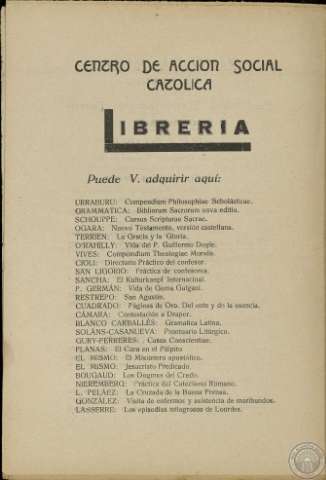 CENTRO DE ACCION SOCIAL
CATOLICA
LIBRERIA
Puede V. adquirir aquí:
URRABURU: Compendium Philosophiae Scholasticae.
GRAMMATICA: Bibliorum Sacrorum nova editio.
SCHOUPPE: Cursus Scripturae Sacrae.
OGARA: Nuevo Testamento, versión castellana.
TERRIEN: La Gracia y la Gloria.
O'RAHILLY: Vida del P. Guillermo Doyle.
VIVES: Compendium Theologiae Moralis.
CIOLI: Directorio Práctico del confesor.
SAN LIGORIO: Práctica de confesores.
SANCHA: El Kulturkampf Internacional.
P. GERMÁN: Vida de Gema Galgani.
RESTREPO: San Agustín.
CUADRADO: Páginas de Oro. Del ente y de la esencia.
CÁMARA: Contestación a Draper.
BLANCO CARBALLÉS: Gramática Latina.
SOLÁNS-CASANUEVA: Prontuario Litúrgico.
GURY-FERRERES: Casus Conscientiae.
PLANAS: El Cura en el Púlpito
EL MISMO: El Misionero apostólico.
EL MISMO: Jesucristo Predicado.
BOUGAUD: Los Dogmas del Credo.
NIEREMBERG: Práctica del Catecismo Romano.
L. PELÁEZ: La Cruzada de la Buena Prensa.
GONZÁLEZ: Visita de enfermos y asistencia de moribundos.
LASSERRE: Los episodios milagrosos de Lourdes.